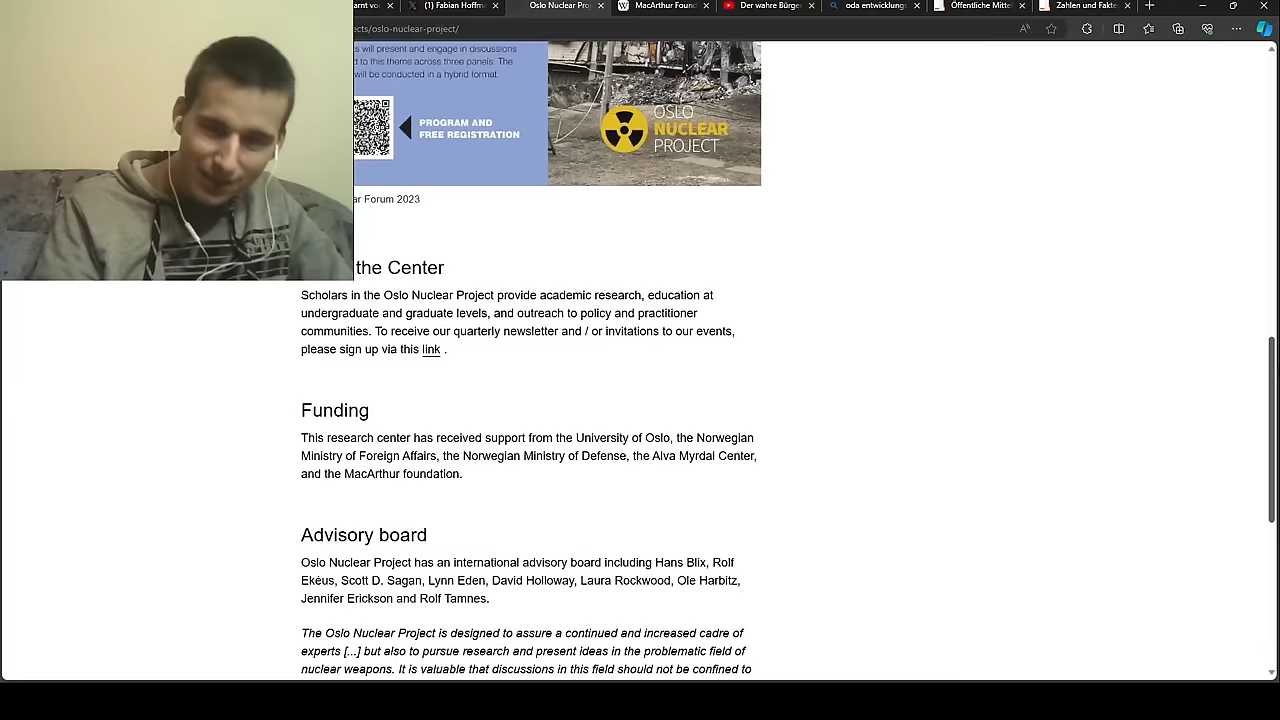 arnt vo
(1) Fabian Hoffm
Oslo Nuclear Pro
MacArthur Found
Der wahre Bürger
oda entwicklungs
Öffentliche Mittel
Zahlen und Fakte
ects/oslo-nuclear-project/
s will present and engage in discussions
d to this theme across three panels. The
will be conducted in a hybrid format.
PROGRAM AND
FREE REGISTRATION
OSLO
NUCLEAR
PROJECT
ar Forum 2023
the Center
Scholars in the Oslo Nuclear Project provide academic research, education at
undergraduate and graduate levels, and outreach to policy and practitioner
communities. To receive our quarterly newsletter and / or invitations to our events,
please sign up via this link .
Funding
This research center has received support from the University of Oslo, the Norwegian
Ministry of Foreign Affairs, the Norwegian Ministry of Defense, the Alva Myrdal Center,
and the MacArthur foundation.
Advisory board
Oslo Nuclear Project has an international advisory board including Hans Blix, Rolf
Ekéus, Scott D. Sagan, Lynn Eden, David Holloway, Laura Rockwood, Ole Harbitz,
Jennifer Erickson and Rolf Tamnes.
The Oslo Nuclear Project is designed to assure a continued and increased cadre of
experts [...] but also to pursue research and present ideas in the problematic field of
nuclear weapons. It is valuable that discussions in this field should not be confined to